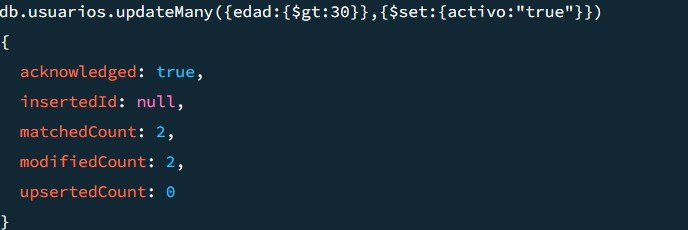 db.usuarios.updateMany({edad:{$gt:30}},{$set:{activo:"true"}})
{
  acknowledged: true,
  insertedId: null,
  matchedCount: 2,
  modifiedCount: 2,
  upsertedCount: 0
}